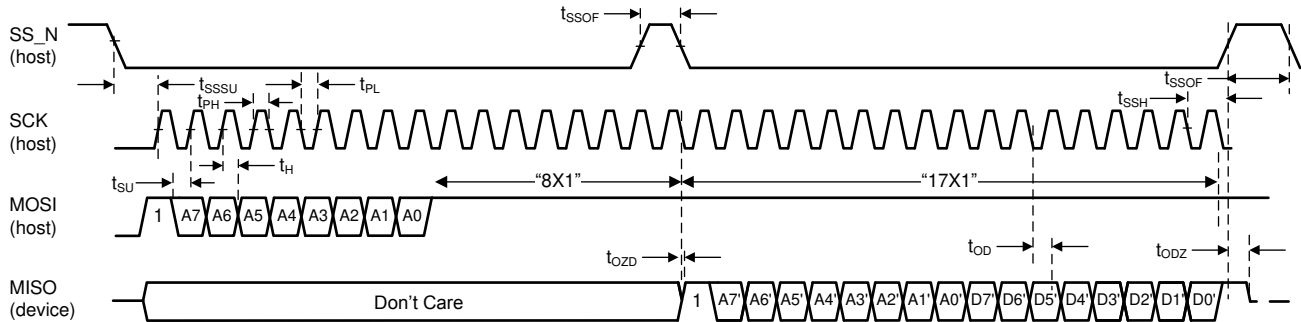 tSSOF
SS_N
(host)
tSSSU
tPL
tSSOF
tPH
tSSH
SCK
(host)
tH
tSU
“8X1”
“17X1”
MOSI
(host)
1 A7 A6 A5 A4 A3 A2 A1 A0
tOZD
tOD
tODZ
MISO
(device)
Don’t Care
1 A7' A6' A5' A4' A3' A2' A1' A0' D7' D6' D5' D4' D3' D2' D1' D0'